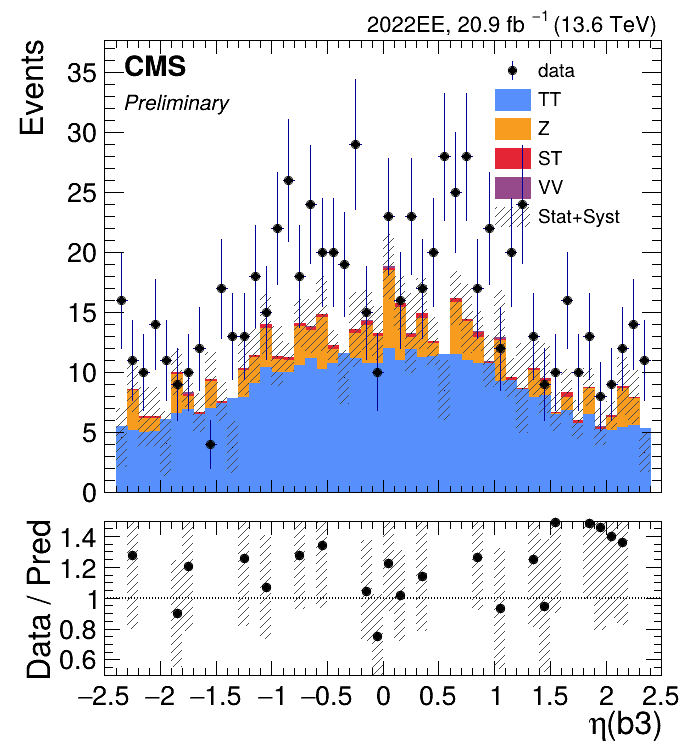 2022EE, 20.9 fb⁻¹ (13.6 TeV)
CMS
Preliminary
Events
35
30
25
20
15
10
5
0
data
TT
Z
ST
VV
Stat+Syst
Data / Pred
1.4
1.2
1
0.8
0.6
−2.5 −2 −1.5 −1 −0.5 0 0.5 1 1.5 2 2.5
η(b3)